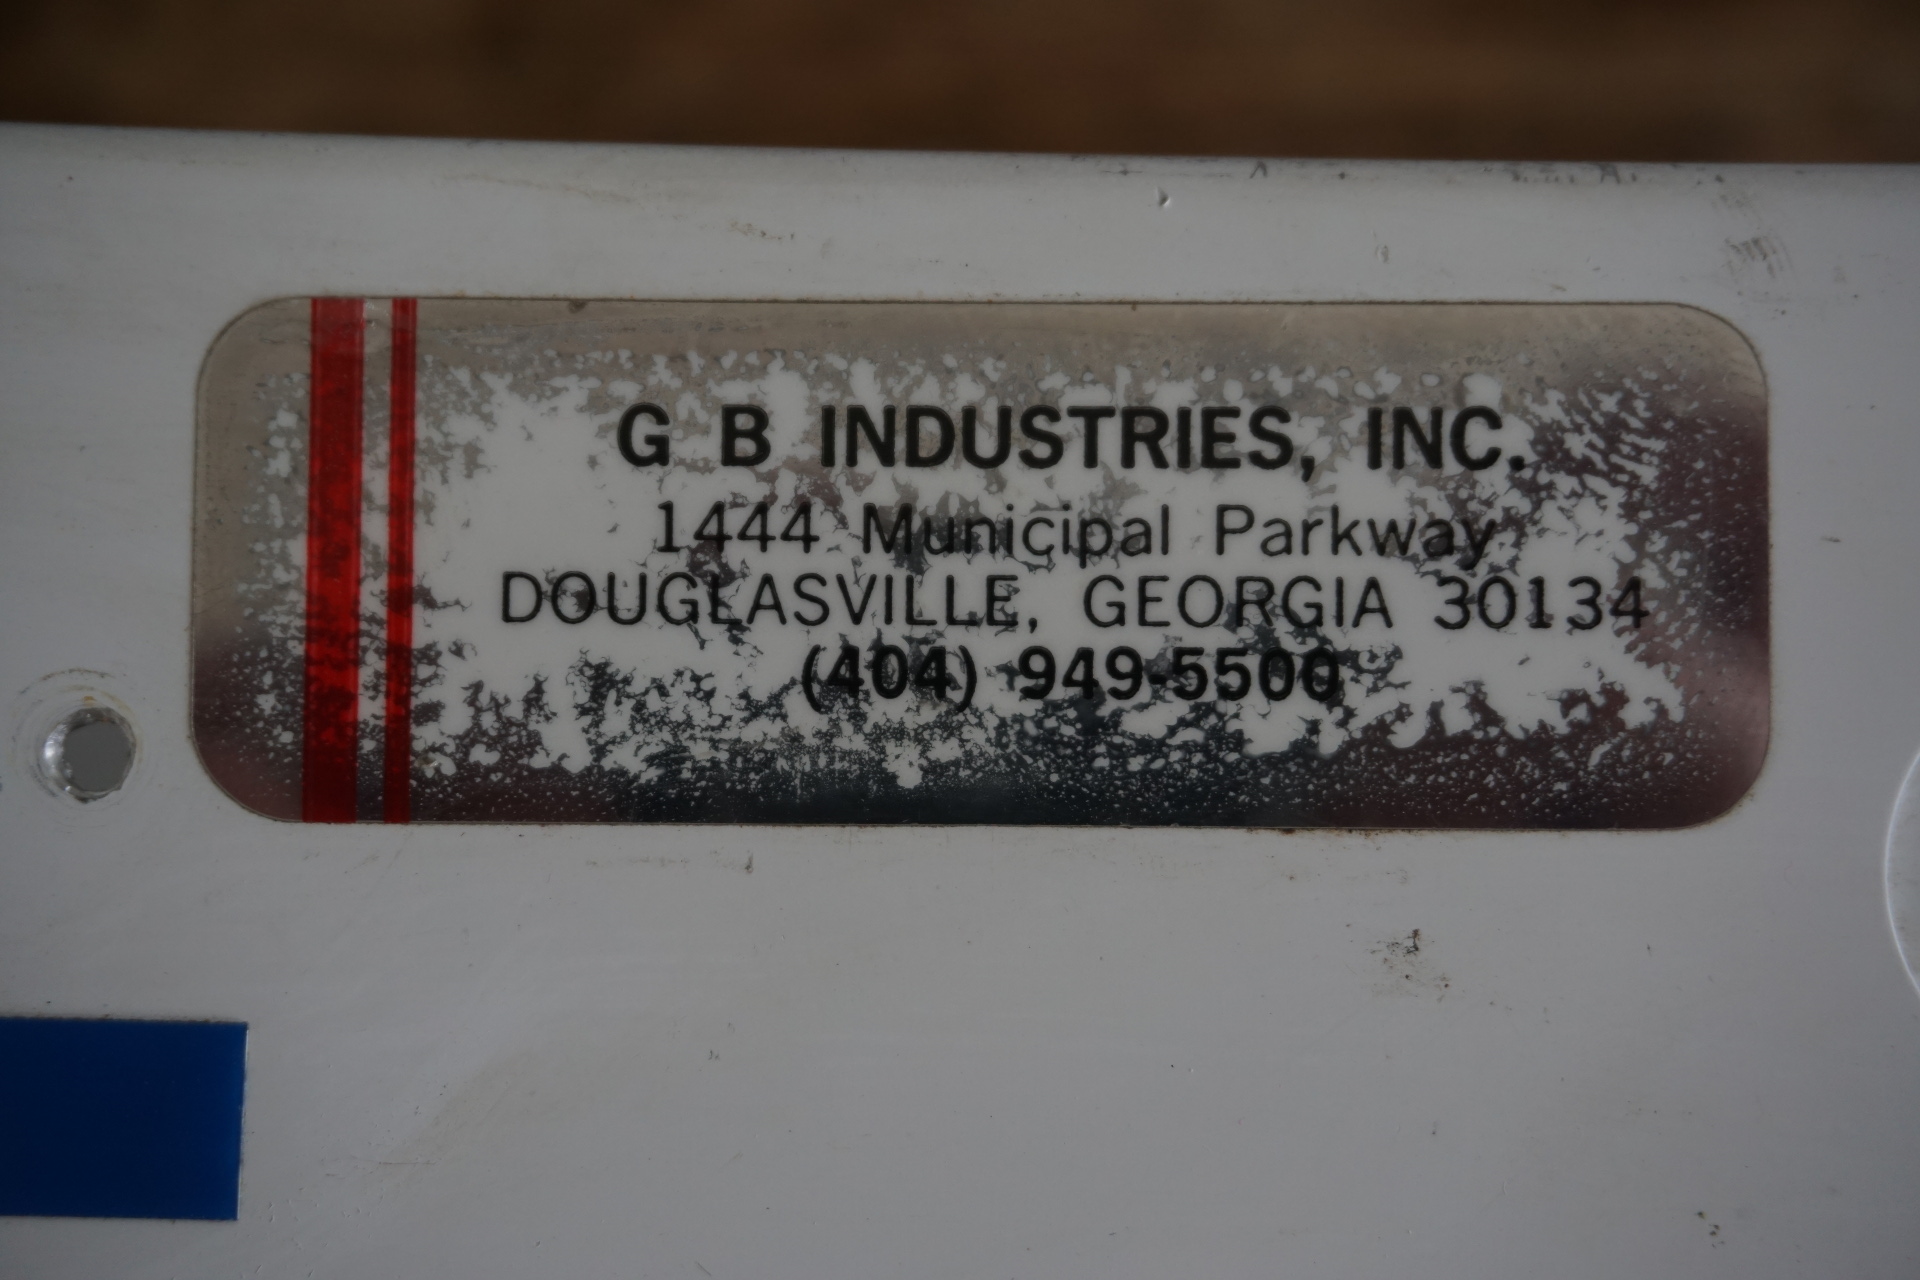 G B INDUSTRIES, INC.
1444 Municipal Parkway
DOUGLASVILLE, GEORGIA 30134
(404) 949-5500